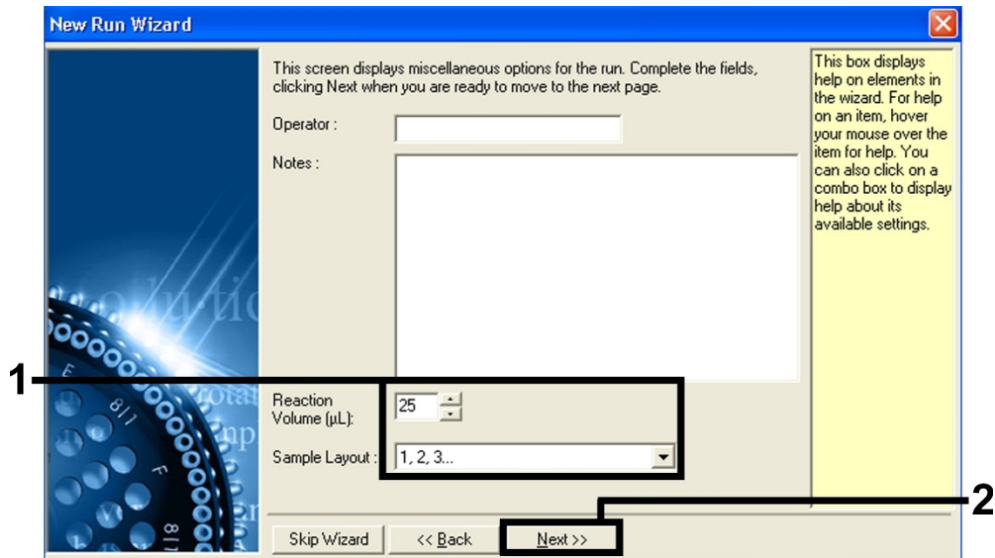 New Run Wizard
This screen displays miscellaneous options for the run. Complete the fields,
clicking Next when you are ready to move to the next page.
Operator :
Notes :
Reaction
Volume (µL):
25
Sample Layout :
1, 2, 3...
Skip Wizard
<< Back
Next >>
This box displays
help on elements in
the wizard. For help
on an item, hover
your mouse over the
item for help. You
can also click on a
combo box to display
help about its
available settings.
1
2
E
8/1
F
8/1